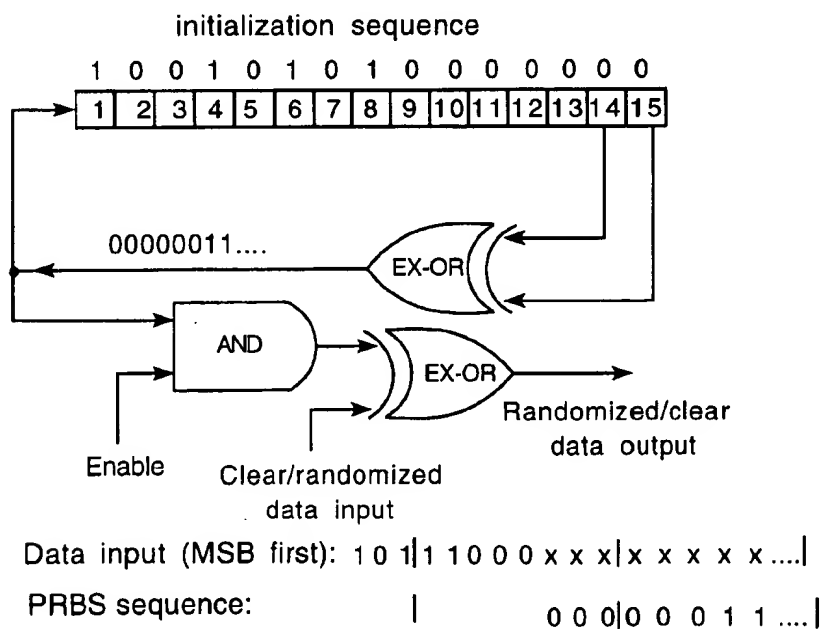 initialization sequence
1 0 0 1 0 1 0 1 0 0 0 0 0 0 0
1 2 3 4 5 6 7 8 9 10 11 12 13 14 15
00000011....
EX-OR
AND
EX-OR
Enable
Clear/randomized
data input
Randomized/clear
data output
Data input (MSB first): 1 0 1|1 1 0 0 0 x x x|x x x x x ....|
PRBS sequence: | 0 0 0|0 0 0 1 1 ....|